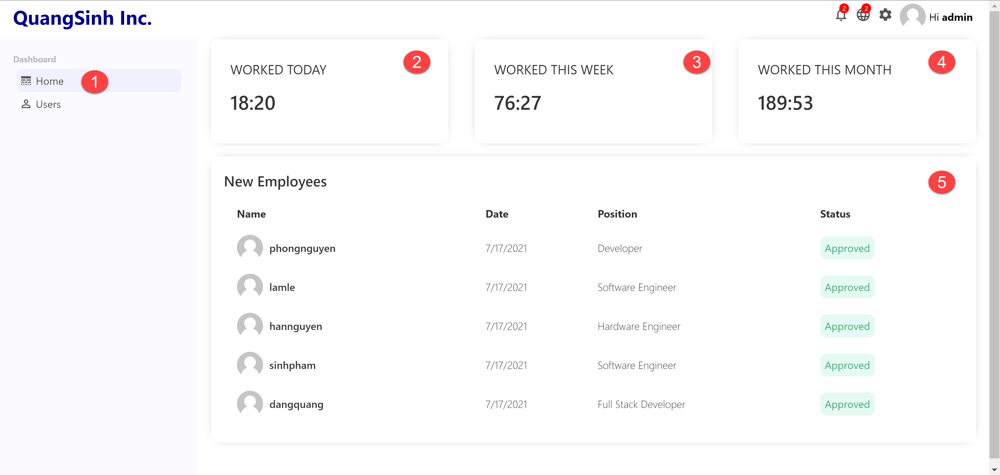 QuangSinh Inc.
2
2
Hi admin
Dashboard
Home
1
Users
WORKED TODAY
2
18:20
WORKED THIS WEEK
3
76:27
WORKED THIS MONTH
4
189:53
New Employees
5
Name Date Position Status
phongnguyen 7/17/2021 Developer Approved
lamle 7/17/2021 Software Engineer Approved
hannguyen 7/17/2021 Hardware Engineer Approved
sinhpham 7/17/2021 Software Engineer Approved
dangquang 7/17/2021 Full Stack Developer Approved